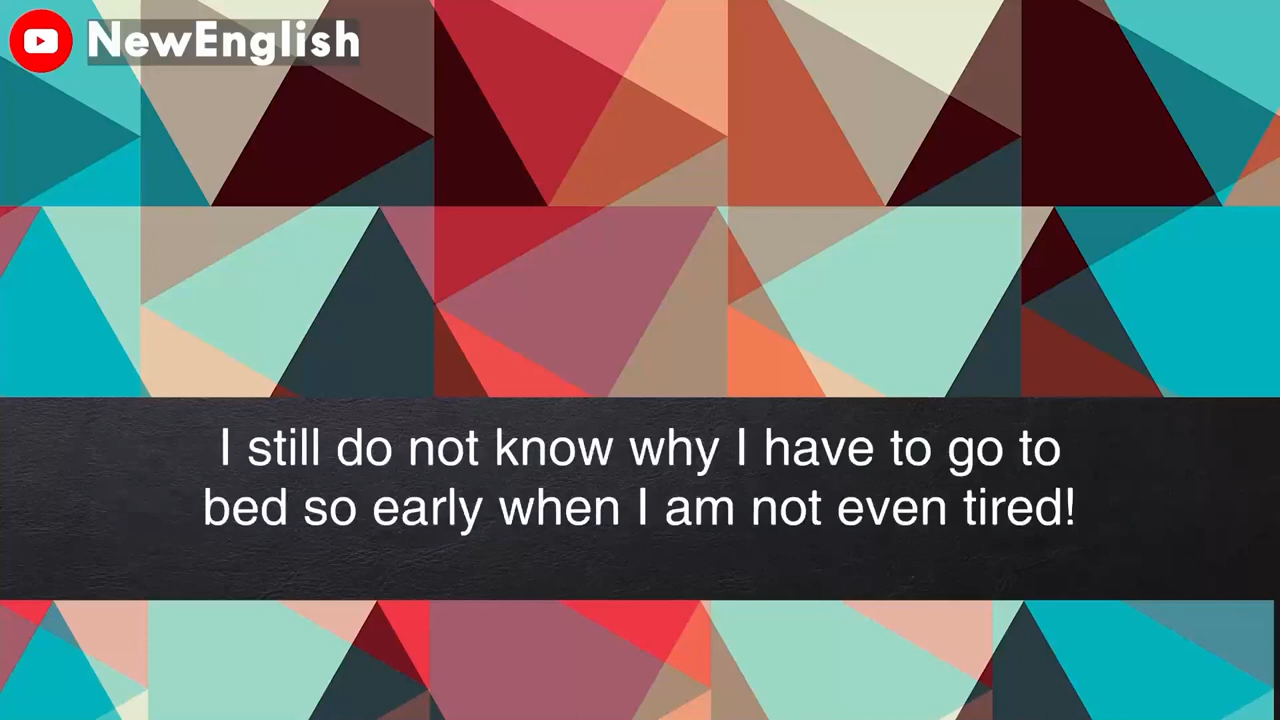 NewEnglish
I still do not know why I have to go to
bed so early when I am not even tired!